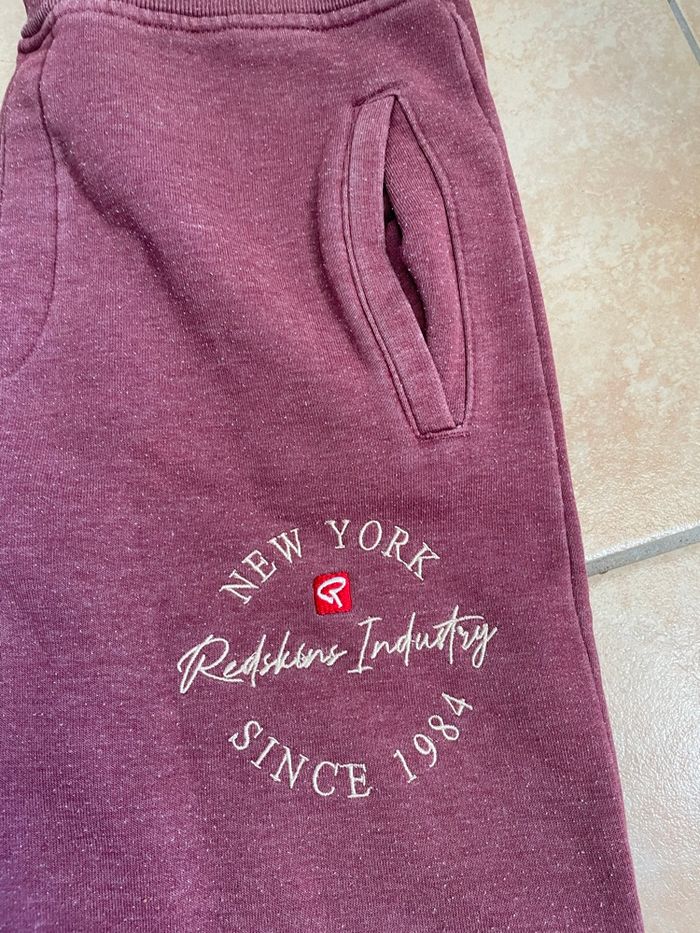 NEW YORK
Redskins Industry
SINCE 1984